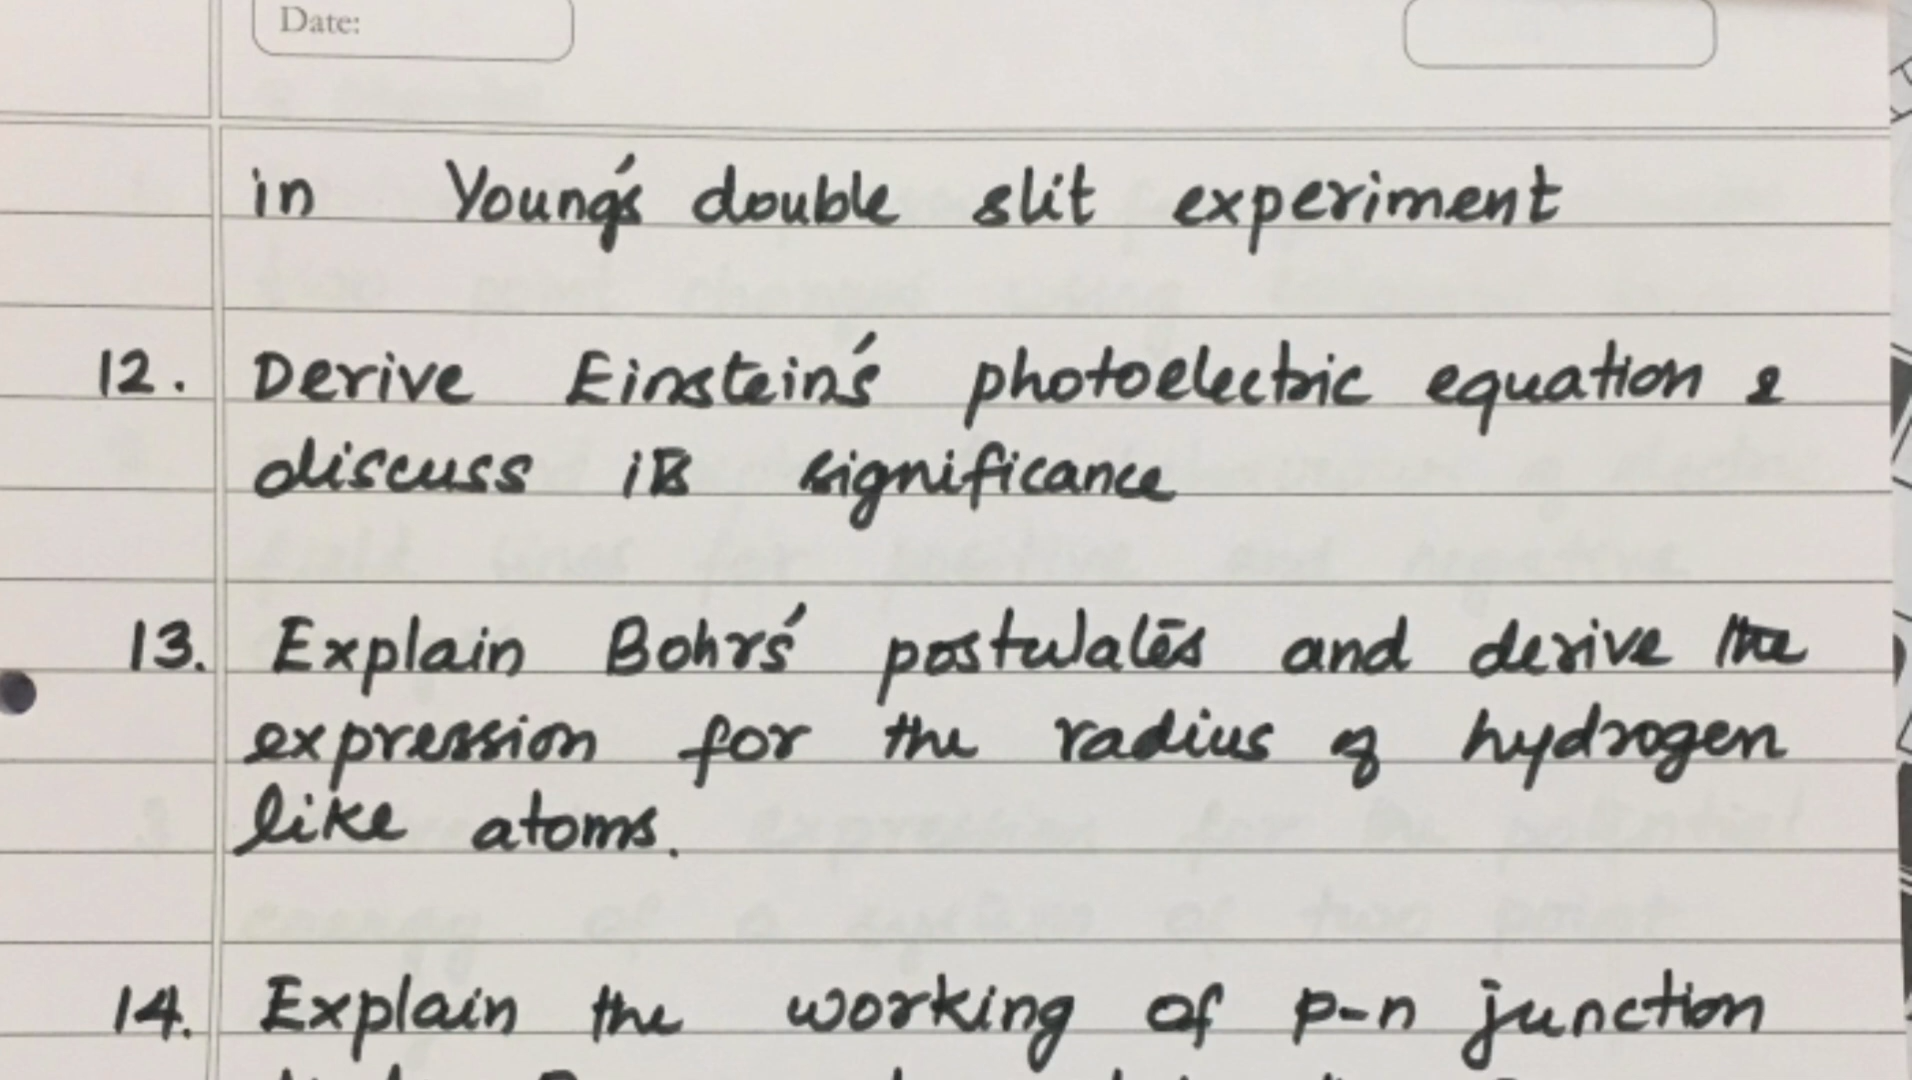 Date:
in Young's double slit experiment
12. Derive Einstein's photoelectric equation &
discuss its significance
13. Explain Bohr's postulates and derive the
expression for the radius of hydrogen
like atoms.
14. Explain the working of p-n junction